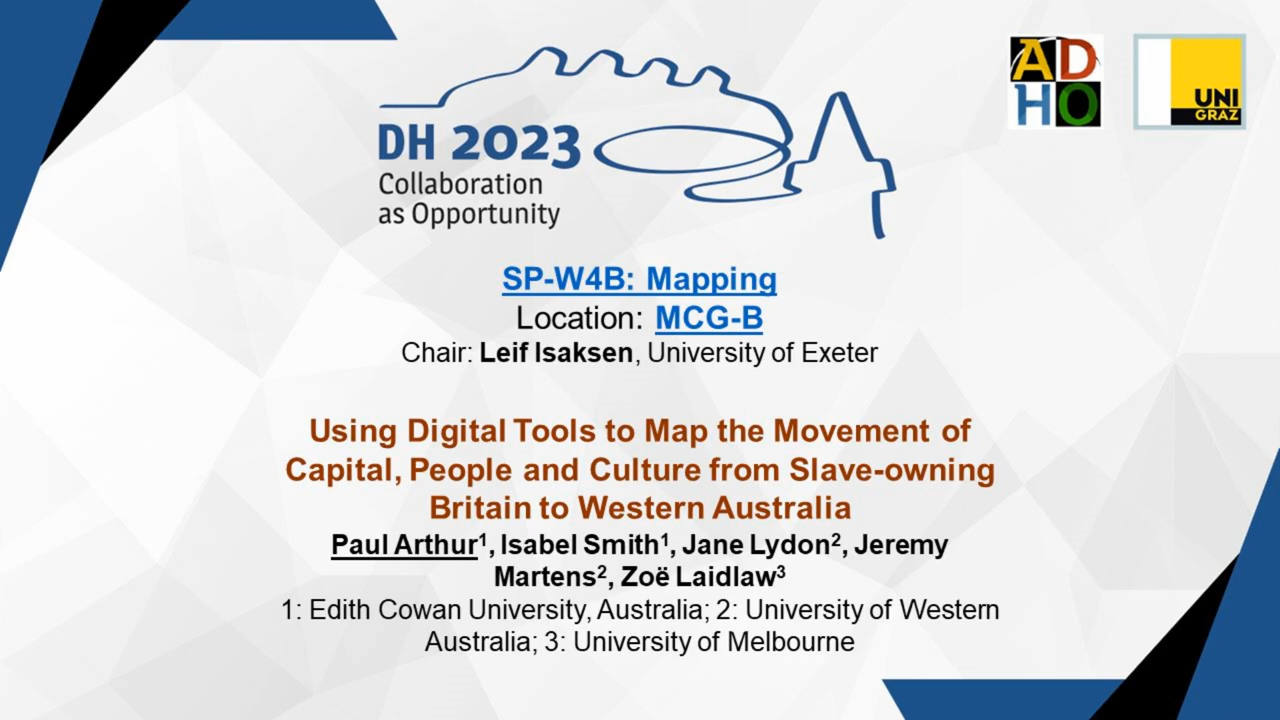 AD
HO
UNI
GRAZ
DH 2023
Collaboration
as Opportunity
SP-W4B: Mapping
Location: MCG-B
Chair: Leif Isaksen, University of Exeter
Using Digital Tools to Map the Movement of
Capital, People and Culture from Slave-owning
Britain to Western Australia
Paul Arthur¹, Isabel Smith¹, Jane Lydon², Jeremy
Martens², Zoë Laidlaw³
1: Edith Cowan University, Australia; 2: University of Western
Australia; 3: University of Melbourne